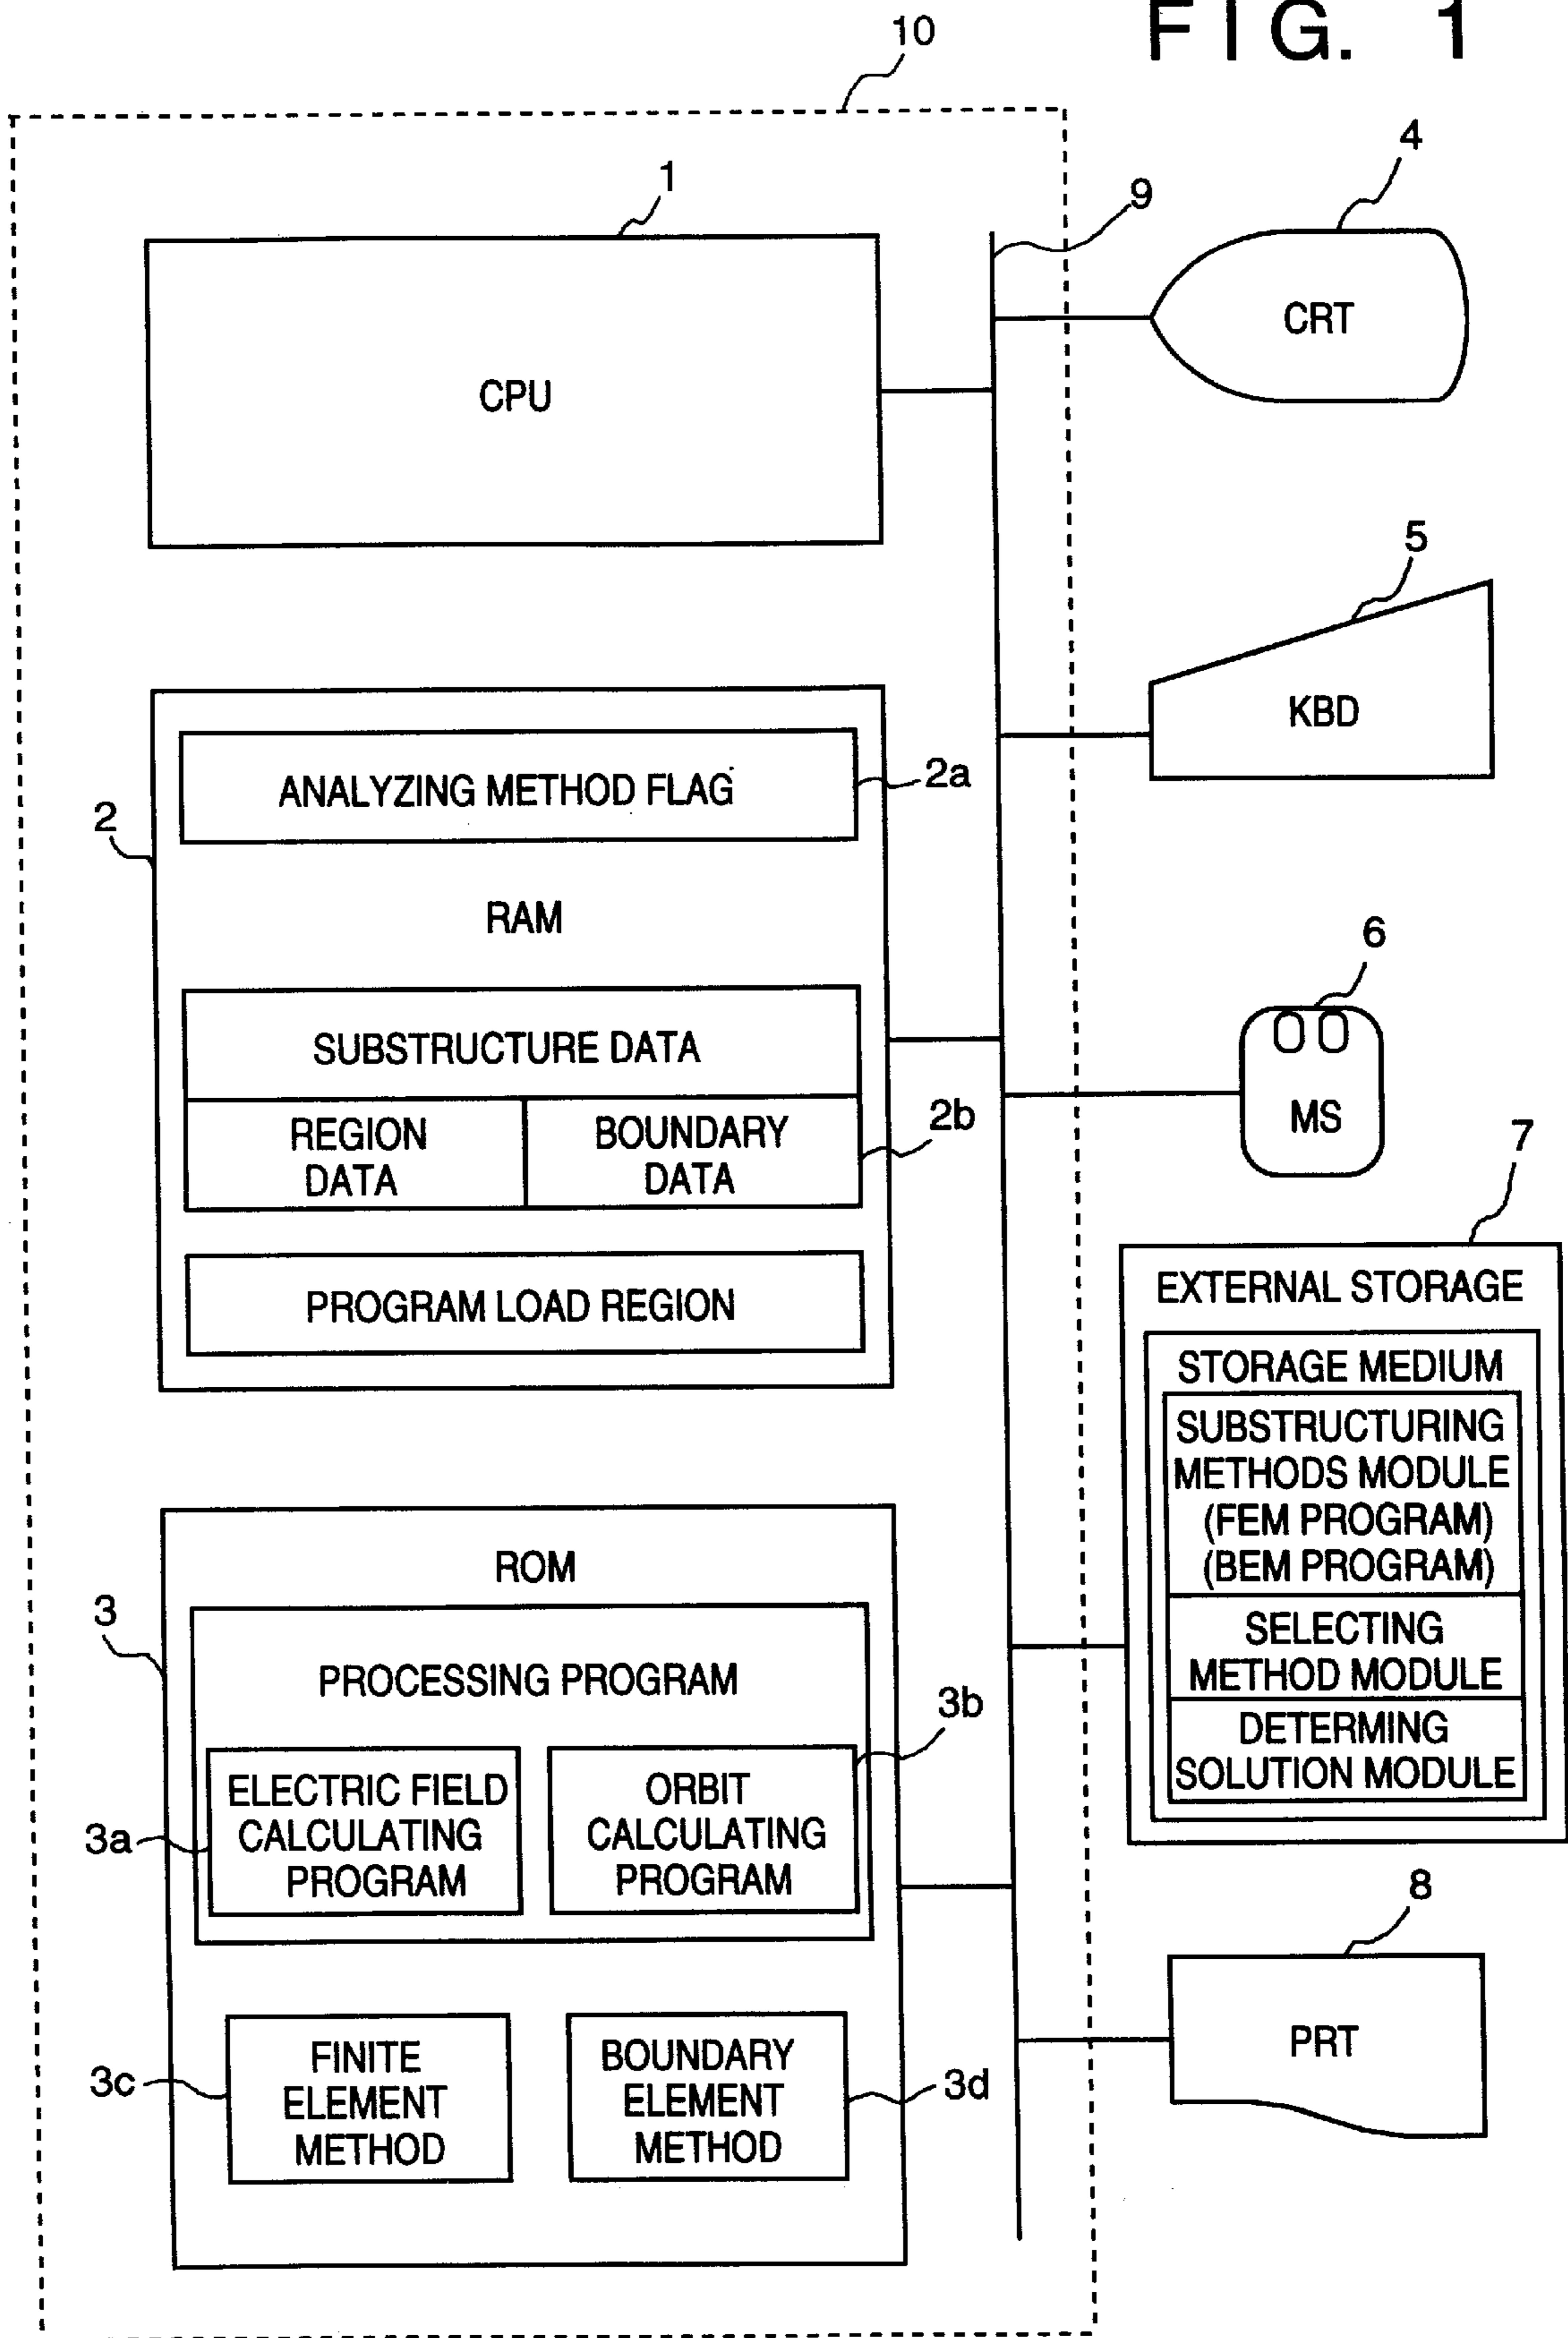 FIG. 1
10
1
9
4
CPU
CRT
5
KBD
2
ANALYZING METHOD FLAG
2a
RAM
6
MS
SUBSTRUCTURE DATA
REGION
DATA
BOUNDARY
DATA
2b
PROGRAM LOAD REGION
7
EXTERNAL STORAGE
STORAGE MEDIUM
SUBSTRUCTURING
METHODS MODULE
(FEM PROGRAM)
(BEM PROGRAM)
SELECTING
METHOD MODULE
DETERMING
SOLUTION MODULE
3
ROM
PROCESSING PROGRAM
3b
3a
ELECTRIC FIELD
CALCULATING
PROGRAM
ORBIT
CALCULATING
PROGRAM
8
PRT
3c
FINITE
ELEMENT
METHOD
BOUNDARY
ELEMENT
METHOD
3d